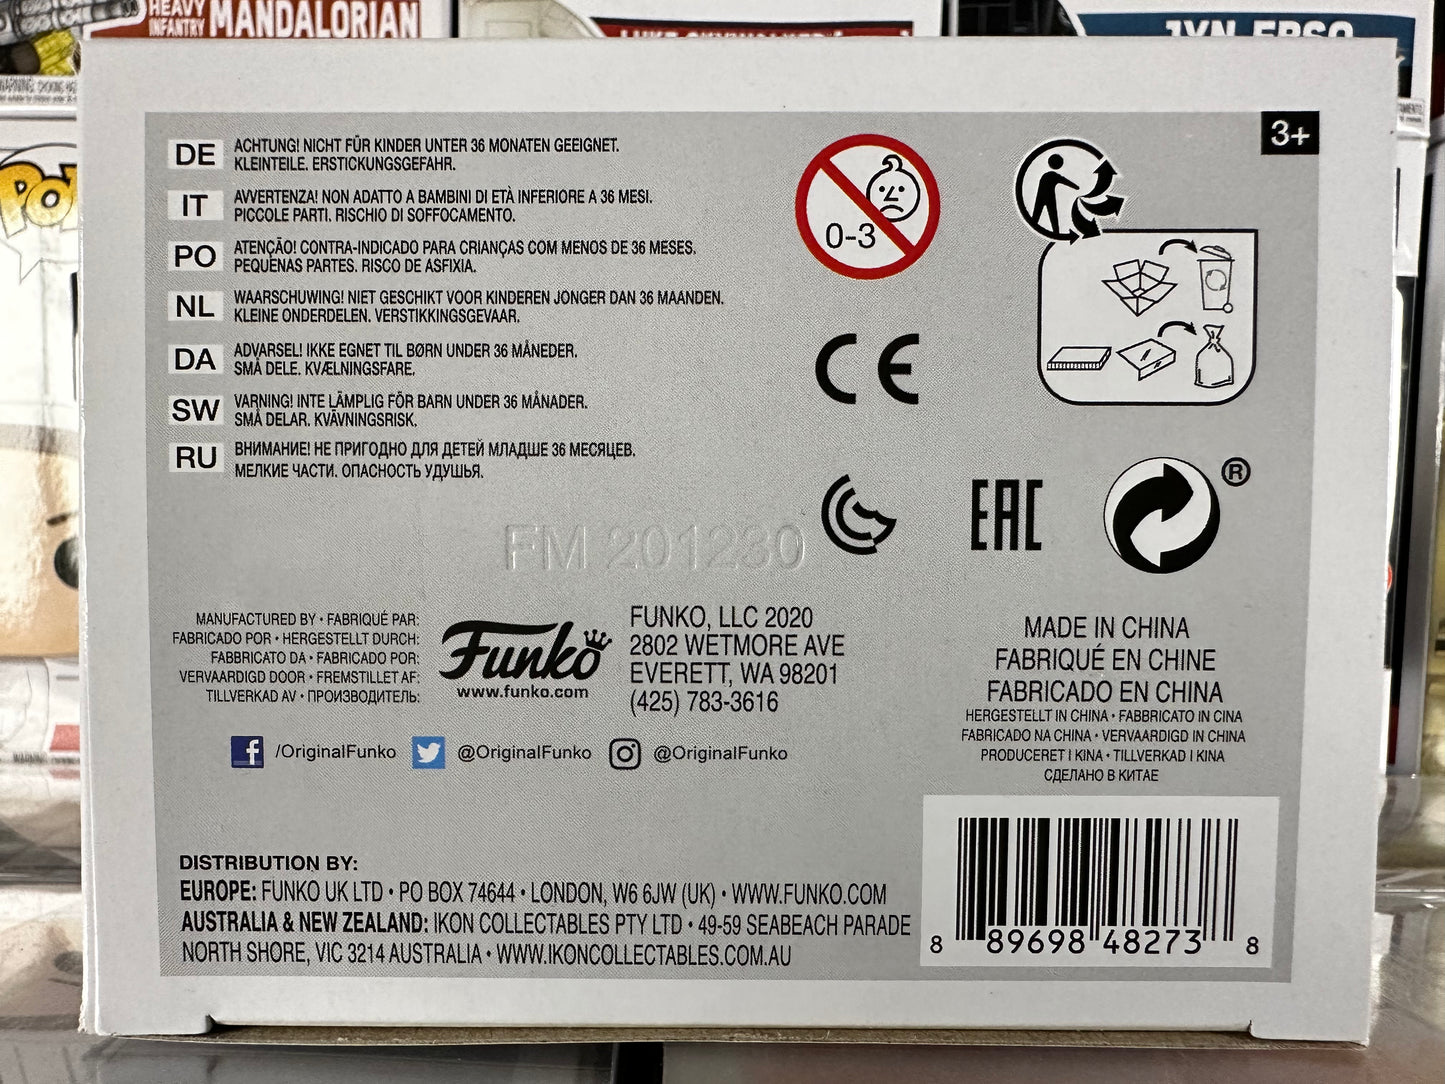 HEAVY
INFANTRY MANDALORIAN
DE ACHTUNG! NICHT FÜR KINDER UNTER 36 MONATEN GEEIGNET.
KLEINTEILE. ERSTICKUNGSGEFAHR.
IT AVVERTENZA! NON ADATTO A BAMBINI DI ETÀ INFERIORE A 36 MESI.
PICCOLE PARTI. RISCHIO DI SOFFOCAMENTO.
PO ATENÇÃO! CONTRA-INDICADO PARA CRIANÇAS COM MENOS DE 36 MESES.
PEQUENAS PARTES. RISCO DE ASFIXIA.
NL WAARSCHUWING! NIET GESCHIKT VOOR KINDEREN JONGER DAN 36 MAANDEN.
KLEINE ONDERDELEN. VERSTIKKINGSGEVAAR.
DA ADVARSEL! IKKE EGNET TIL BØRN UNDER 36 MÅNEDER.
SMÅ DELE. KVÆLNINGSFARE.
SW VARNING! INTE LÄMPLIG FÖR BARN UNDER 36 MÅNADER.
SMÅ DELAR. KVÄVNINGSRISK.
RU ВНИМАНИЕ! НЕ ПРИГОДНО ДЛЯ ДЕТЕЙ МЛАДШЕ 36 МЕСЯЦЕВ.
МЕЛКИЕ ЧАСТИ. ОПАСНОСТЬ УДУШЬЯ.
0-3
3+
CE
EAC
®
FM 201230
MANUFACTURED BY • FABRIQUÉ PAR:
FABRICADO POR • HERGESTELLT DURCH:
FABBRICATO DA • FABRICADO POR:
VERVAARDIGD DOOR • FREMSTILLET AF:
TILLVERKAD AV • ПРОИЗВОДИТЕЛЬ:
Funko
www.funko.com
FUNKO, LLC 2020
2802 WETMORE AVE
EVERETT, WA 98201
(425) 783-3616
/OriginalFunko @OriginalFunko @OriginalFunko
MADE IN CHINA
FABRIQUÉ EN CHINE
FABRICADO EN CHINA
HERGESTELLT IN CHINA • FABBRICATO IN CINA
FABRICADO NA CHINA • VERVAARDIGD IN CHINA
PRODUCERET I KINA • TILLVERKAD I KINA
СДЕЛАНО В КИТАЕ
DISTRIBUTION BY:
EUROPE: FUNKO UK LTD • PO BOX 74644 • LONDON, W6 6JW (UK) • WWW.FUNKO.COM
AUSTRALIA & NEW ZEALAND: IKON COLLECTABLES PTY LTD • 49-59 SEABEACH PARADE
NORTH SHORE, VIC 3214 AUSTRALIA • WWW.IKONCOLLECTABLES.COM.AU
8 89698 48273 8